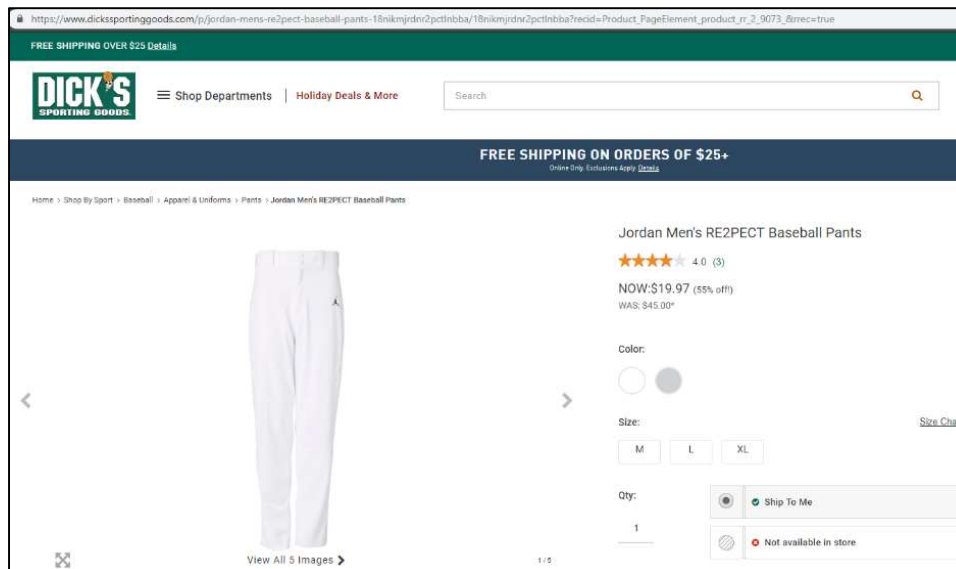 https://www.dickssportinggoods.com/p/jordan-mens-re2pect-baseball-pants-18nikmjrdnr2pctlnbba/18nikmjrdnr2pctlnbba?recid=Product_PageElement_product_rr_2_9073_&rrec=true
FREE SHIPPING OVER $25 Details
DICK'S
SPORTING GOODS
Shop Departments | Holiday Deals & More
Search
FREE SHIPPING ON ORDERS OF $25+
Online Only. Exclusions Apply. Details
Home > Shop By Sport > Baseball > Apparel & Uniforms > Pants > Jordan Men's RE2PECT Baseball Pants
Jordan Men's RE2PECT Baseball Pants
4.0 (3)
NOW:$19.97 (55% off!)
WAS: $45.00*
Color:
Size:
Size Cha
M L XL
Qty:
Ship To Me
1
Not available in store
View All 5 Images
1/5